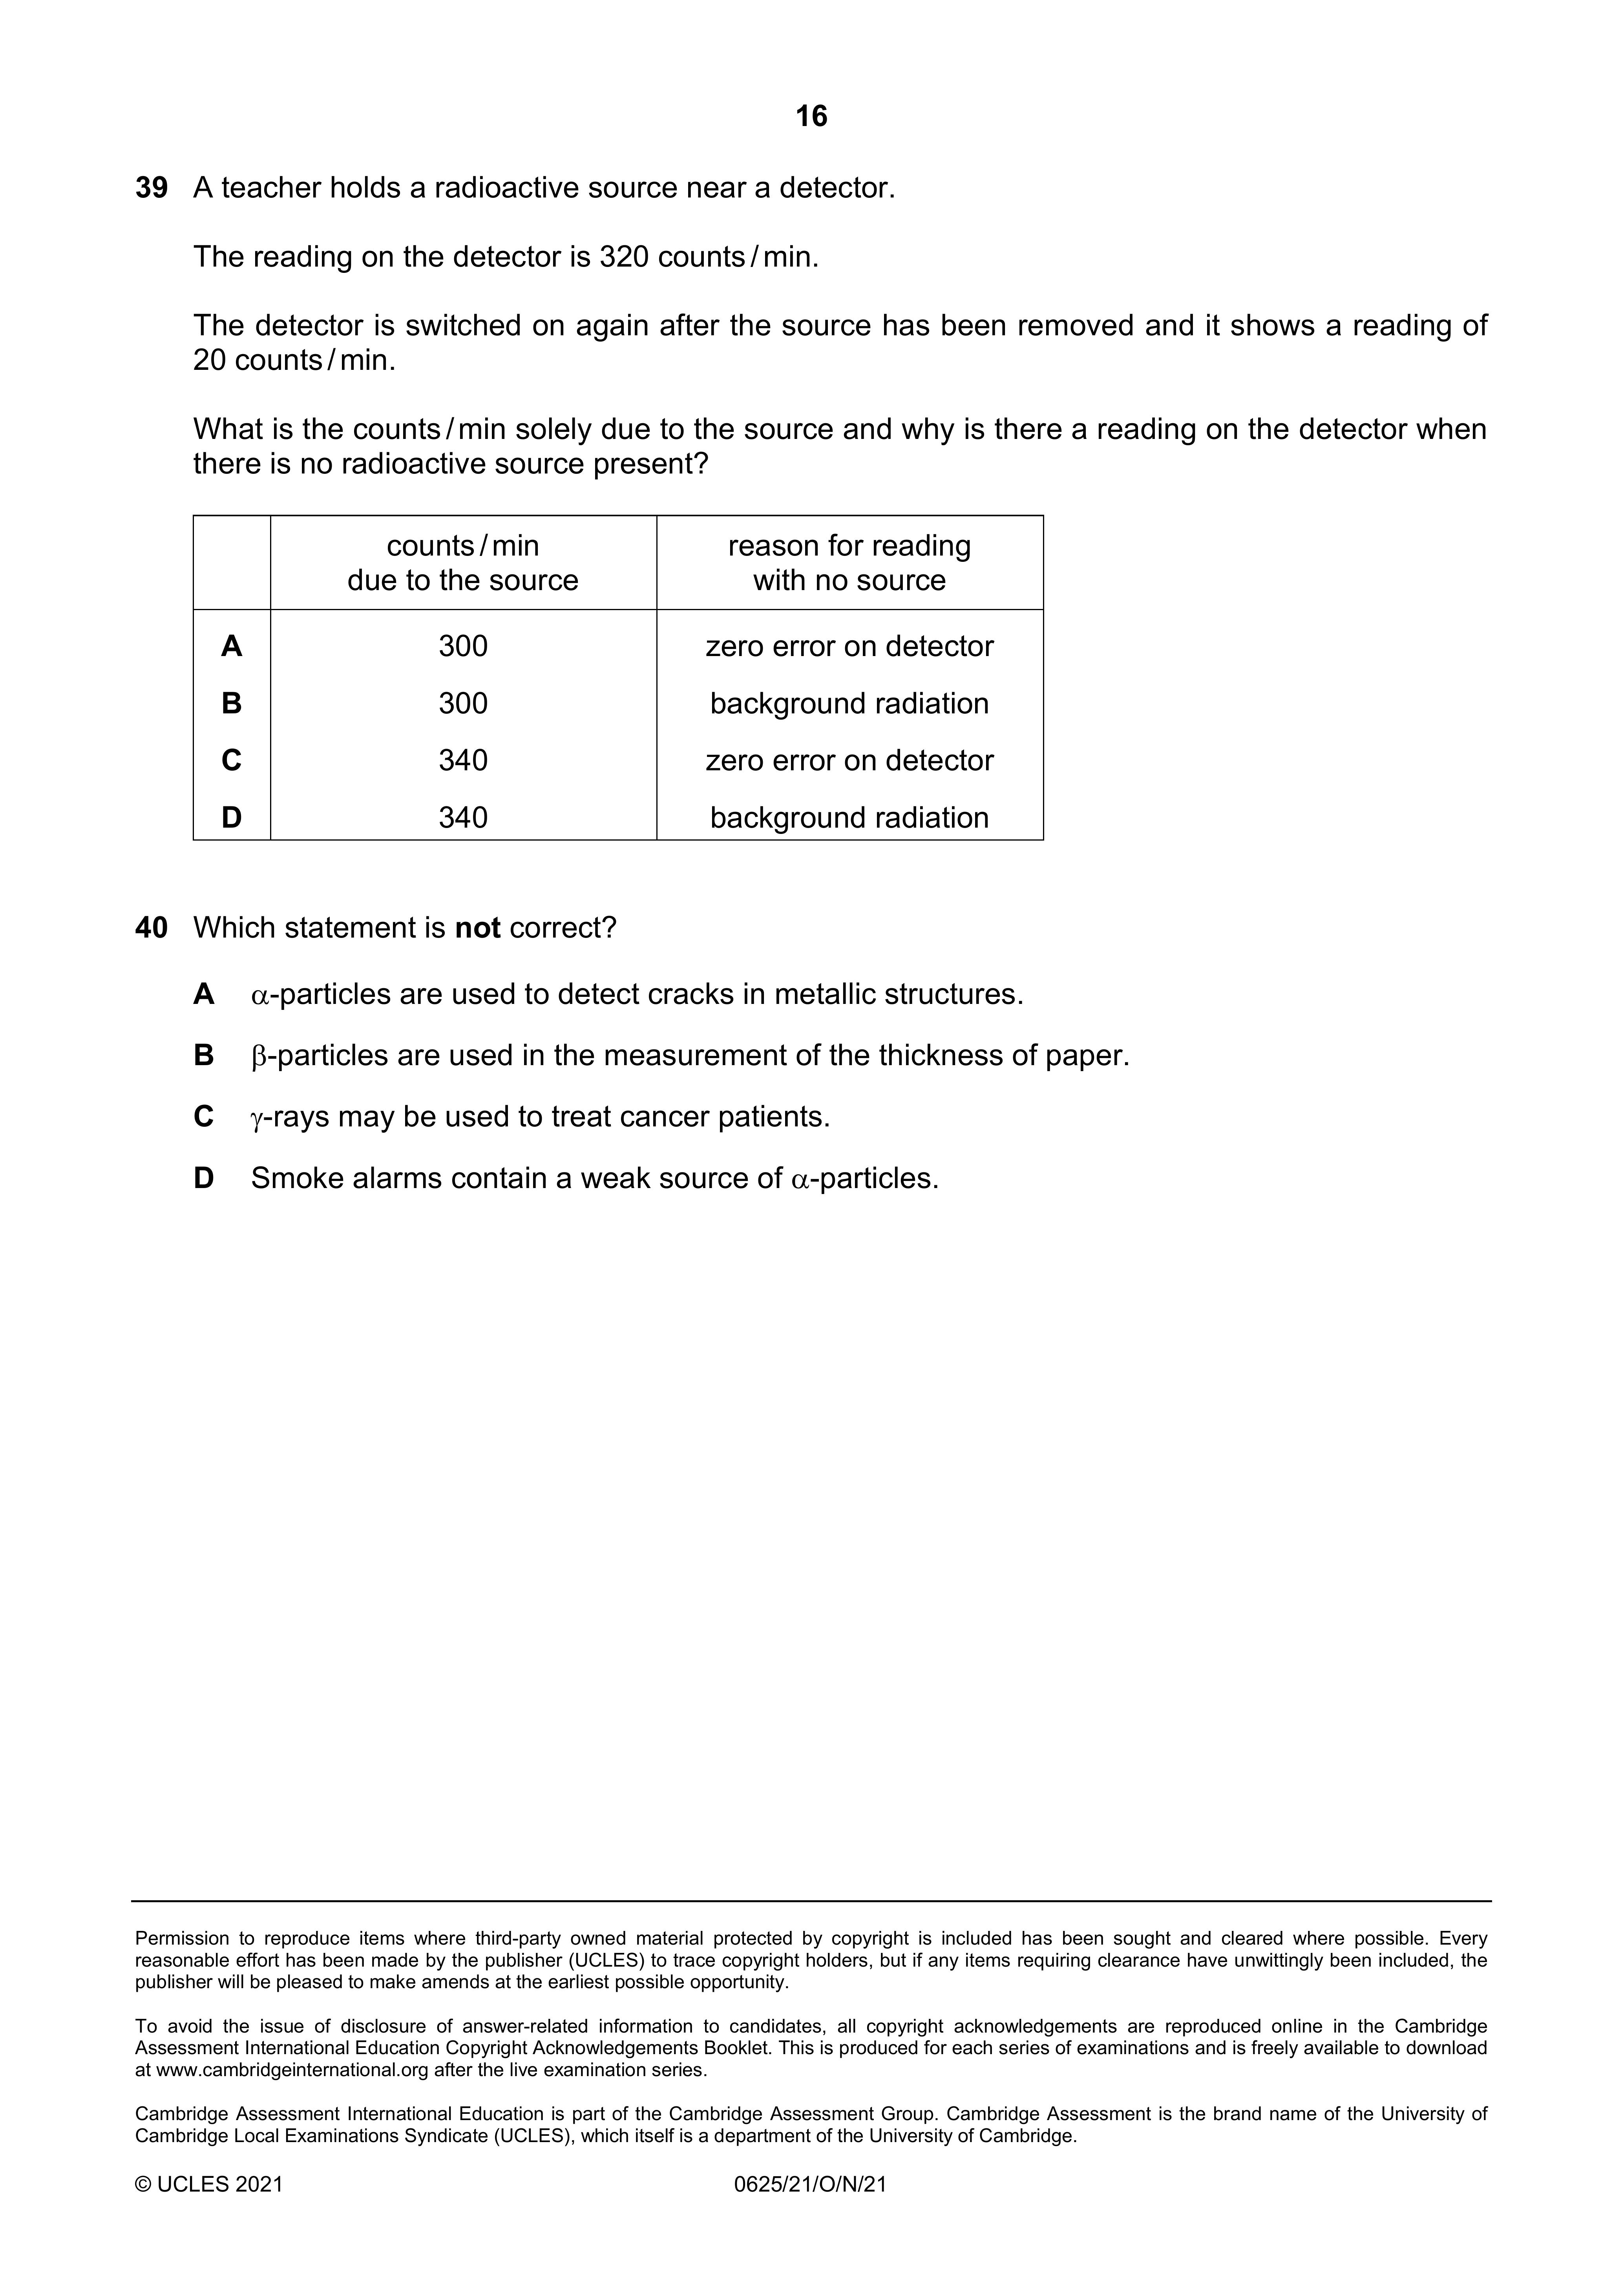 16
39 A teacher holds a radioactive source near a detector.
The reading on the detector is 320 counts / min.
The detector is switched on again after the source has been removed and it shows a reading of
20 counts / min.
What is the counts / min solely due to the source and why is there a reading on the detector when
there is no radioactive source present?
counts / min reason for reading
due to the source with no source
A 300 zero error on detector
B 300 background radiation
C 340 zero error on detector
D 340 background radiation
40 Which statement is not correct?
A α-particles are used to detect cracks in metallic structures.
B β-particles are used in the measurement of the thickness of paper.
C γ-rays may be used to treat cancer patients.
D Smoke alarms contain a weak source of α-particles.
Permission to reproduce items where third-party owned material protected by copyright is included has been sought and cleared where possible. Every
reasonable effort has been made by the publisher (UCLES) to trace copyright holders, but if any items requiring clearance have unwittingly been included, the
publisher will be pleased to make amends at the earliest possible opportunity.
To avoid the issue of disclosure of answer-related information to candidates, all copyright acknowledgements are reproduced online in the Cambridge
Assessment International Education Copyright Acknowledgements Booklet. This is produced for each series of examinations and is freely available to download
at www.cambridgeinternational.org after the live examination series.
Cambridge Assessment International Education is part of the Cambridge Assessment Group. Cambridge Assessment is the brand name of the University of
Cambridge Local Examinations Syndicate (UCLES), which itself is a department of the University of Cambridge.
© UCLES 2021 0625/21/O/N/21